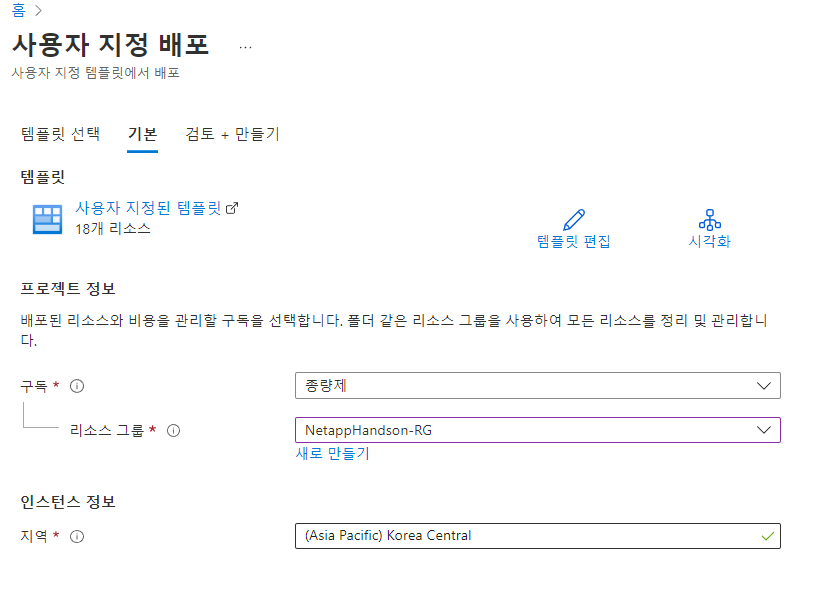 홈 >
사용자 지정 배포 ...
사용자 지정 템플릿에서 배포
템플릿 선택 기본 검토 + 만들기
템플릿
사용자 지정된 템플릿
18개 리소스
템플릿 편집 시각화
프로젝트 정보
배포된 리소스와 비용을 관리할 구독을 선택합니다. 폴더 같은 리소스 그룹을 사용하여 모든 리소스를 정리 및 관리합니
다.
구독 * 종량제
리소스 그룹 * NetappHandson-RG
새로 만들기
인스턴스 정보
지역 * (Asia Pacific) Korea Central